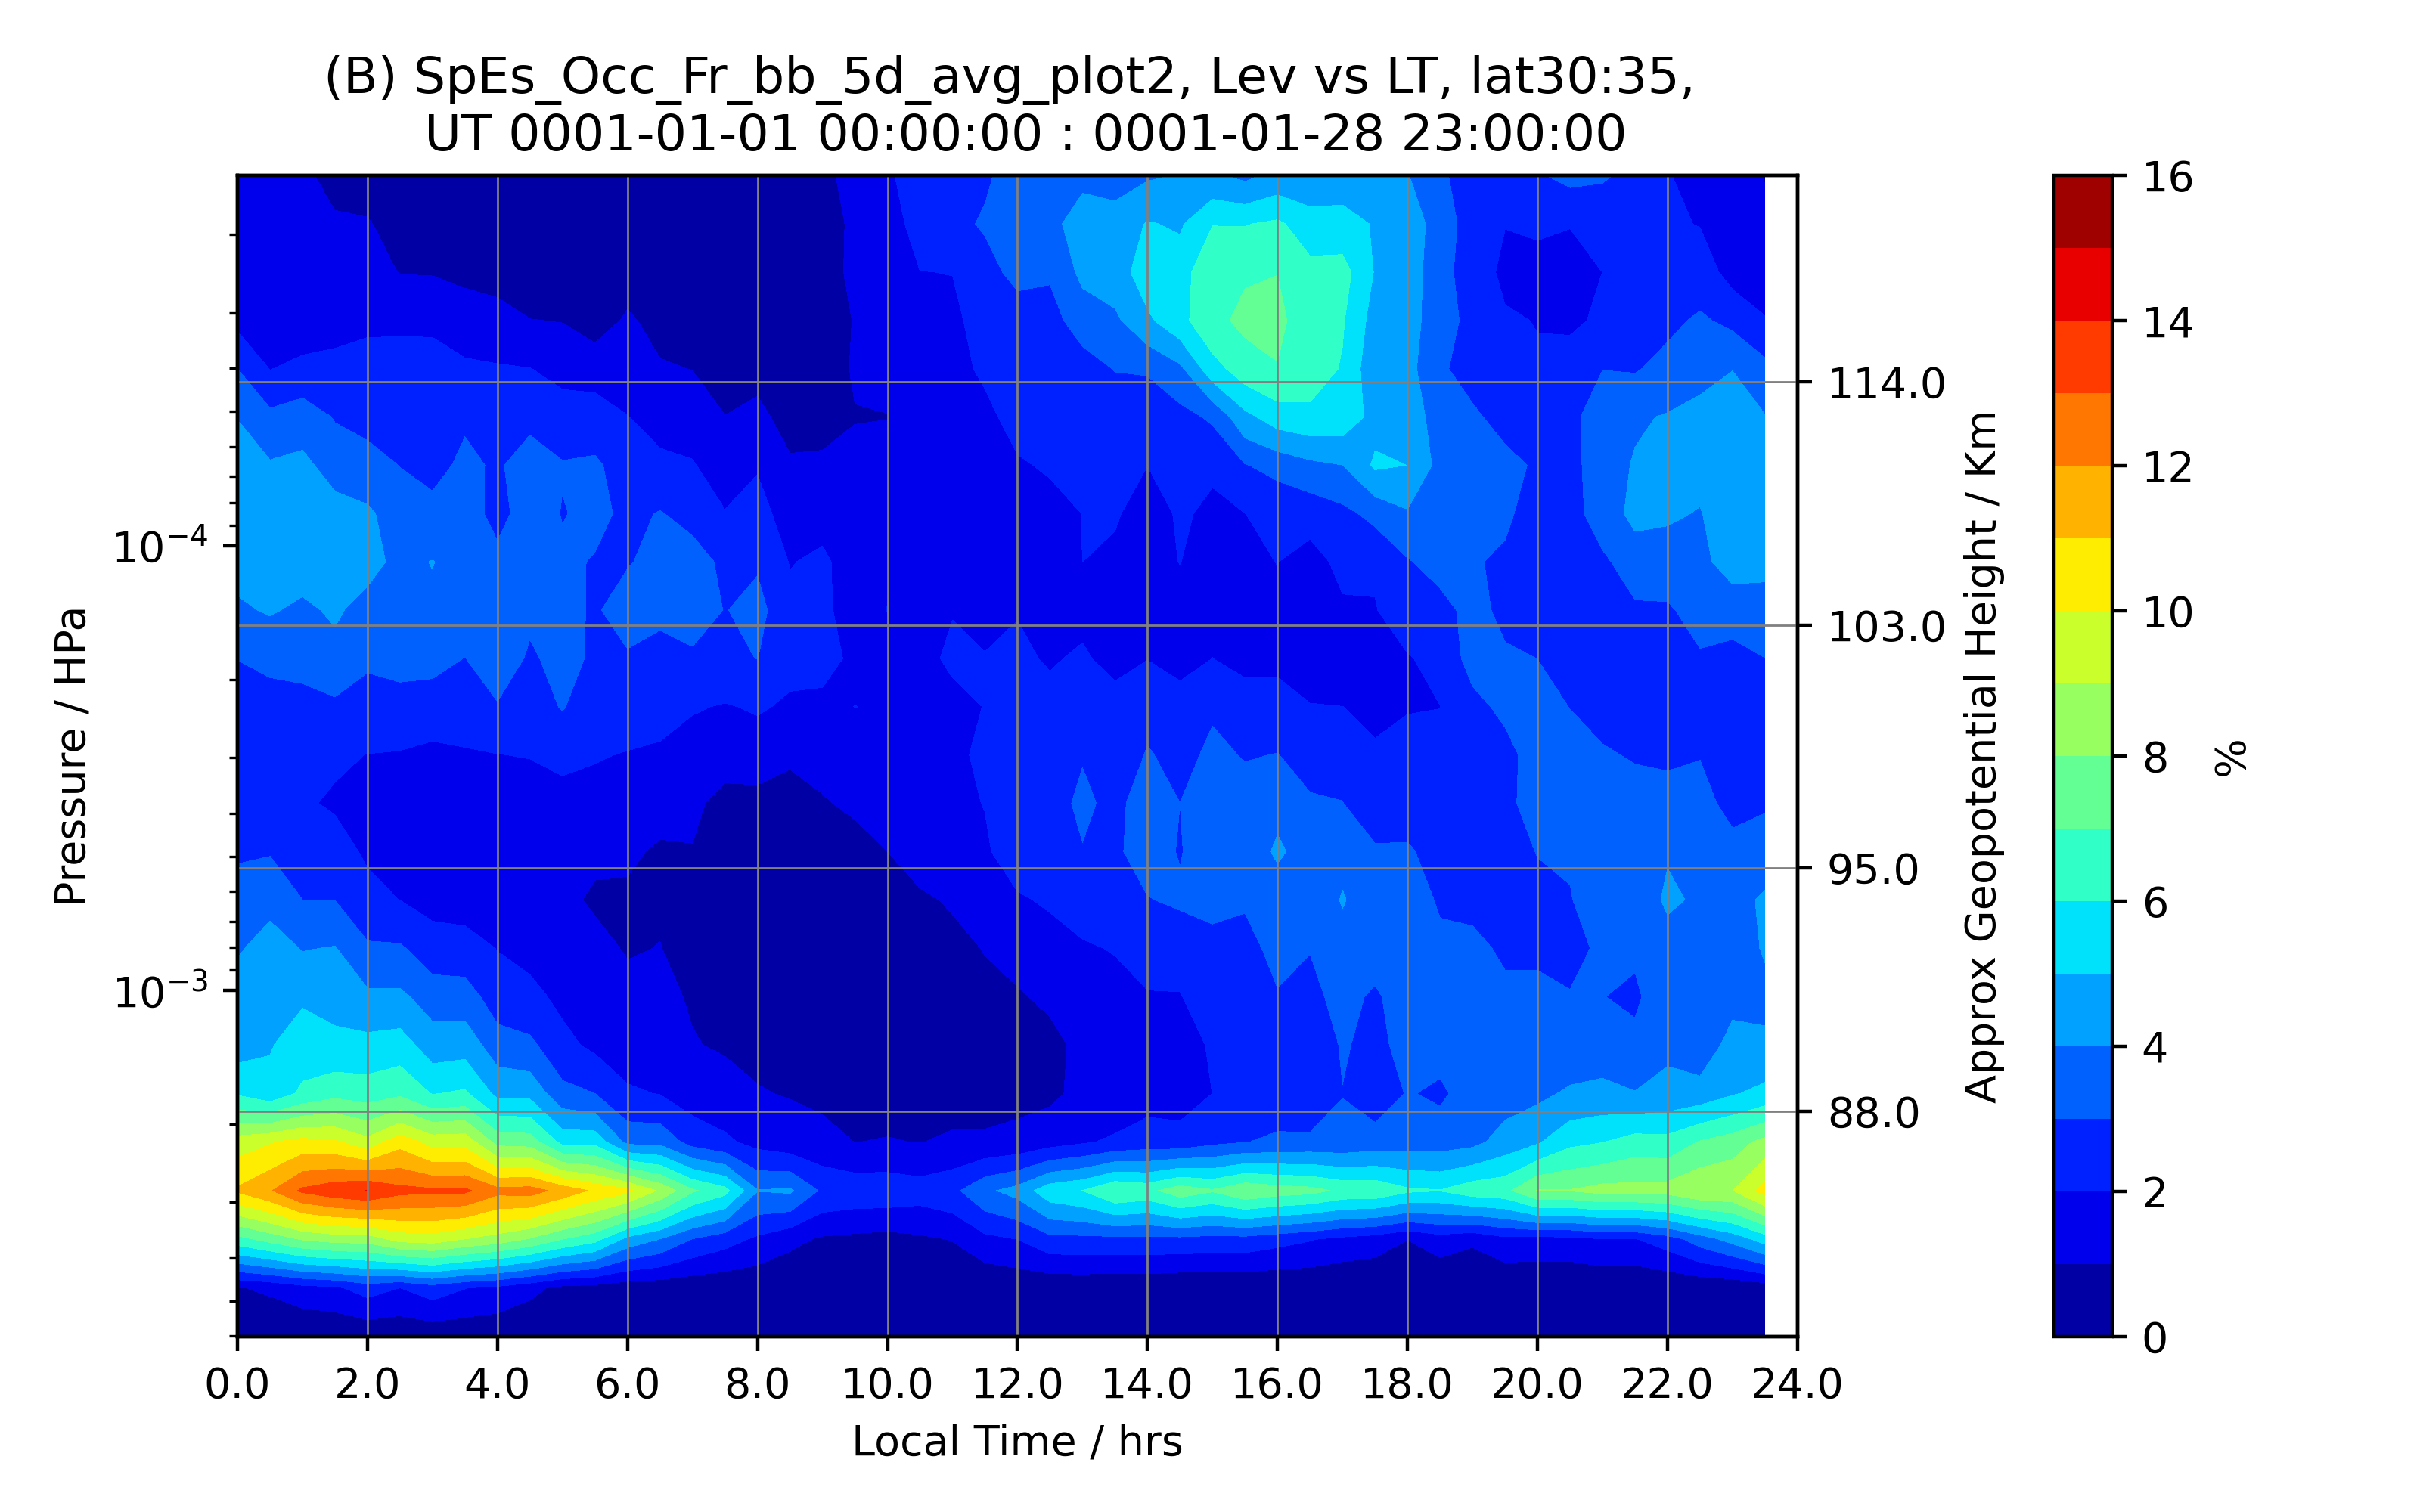 (B) SpEs_Occ_Fr_bb_5d_avg_plot2, Lev vs LT, lat30:35,
UT 0001-01-01 00:00:00 : 0001-01-28 23:00:00
Pressure / HPa
10⁻⁴
10⁻³
0.0 2.0 4.0 6.0 8.0 10.0 12.0 14.0 16.0 18.0 20.0 22.0 24.0
Local Time / hrs
114.0
103.0
95.0
88.0
Approx Geopotential Height / Km
16
14
12
10
8
6
4
2
0
%